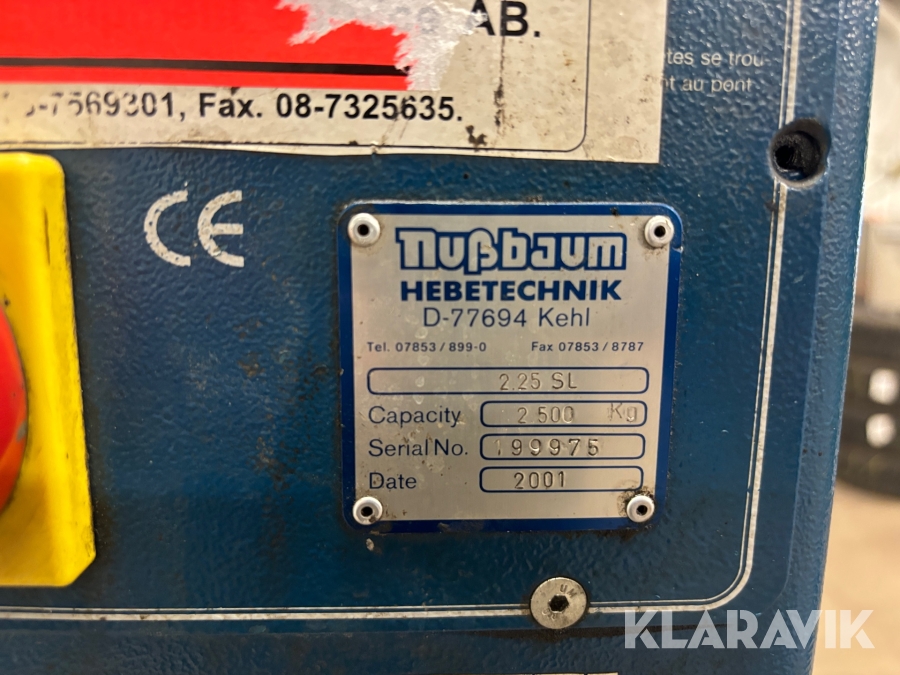 AB.
-7569301, Fax. 08-7325635.
tes se trou-
t au pont
CE
Nußbaum
HEBETECHNIK
D-77694 Kehl
Tel. 07853/899-0 Fax 07853/8787
2.25 SL
Capacity 2 500 Kg
Serial No. 199975
Date 2001
KLARAVIK